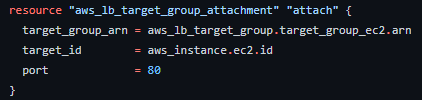 resource "aws_lb_target_group_attachment" "attach" {
  target_group_arn = aws_lb_target_group.target_group_ec2.arn
  target_id        = aws_instance.ec2.id
  port             = 80
}